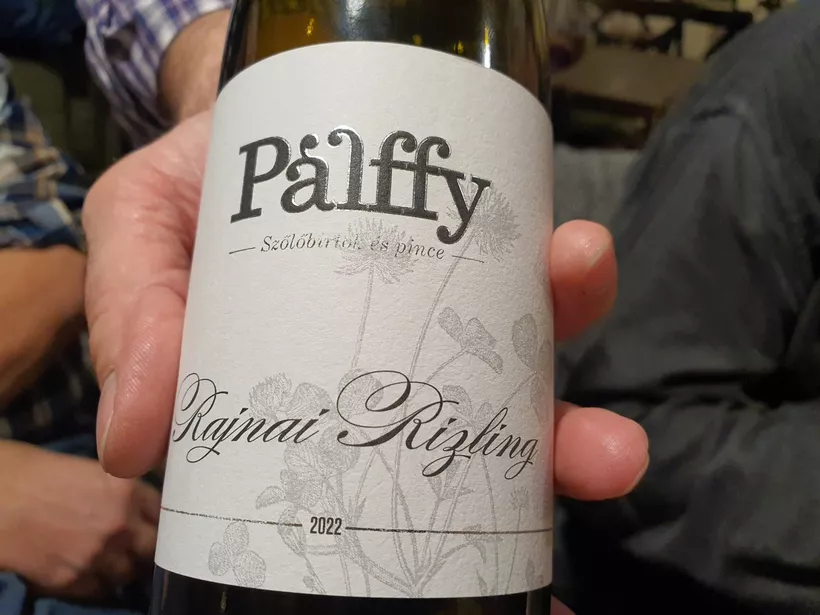 Pálffy
Szőlőbirtok és pince
Rajnai Rizling
2022